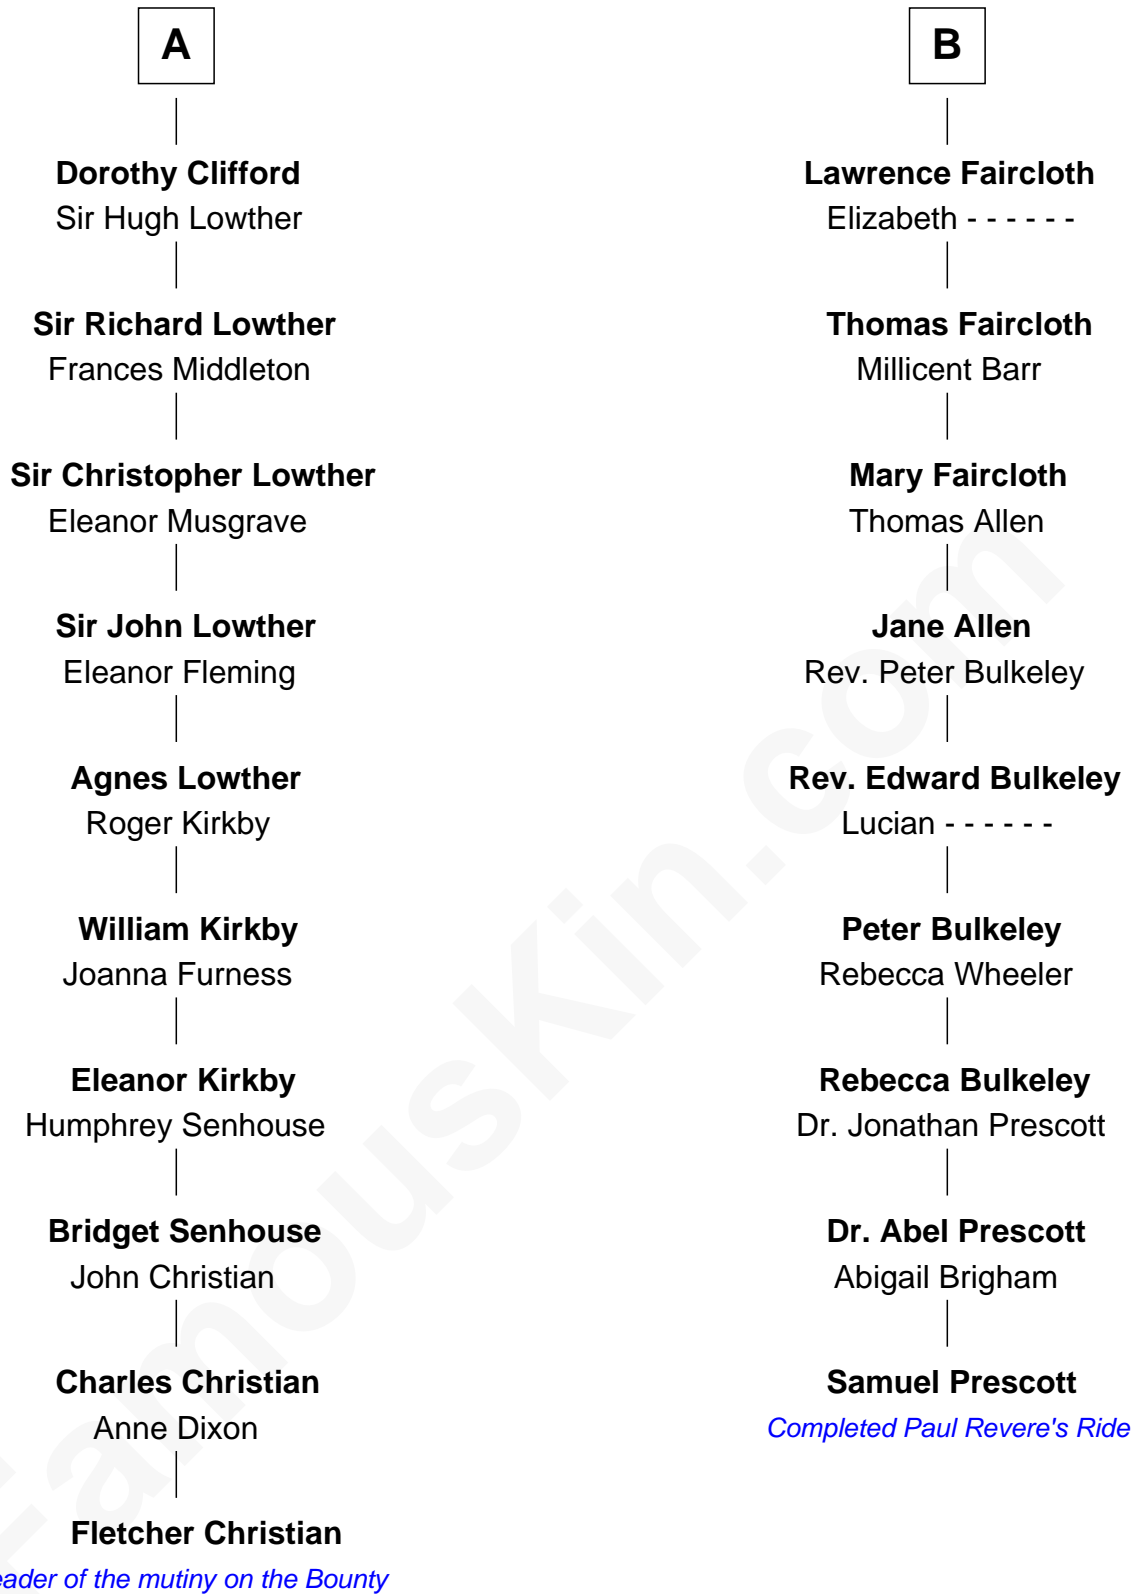 A
Dorothy Clifford
Sir Hugh Lowther
Sir Richard Lowther
Frances Middleton
Sir Christopher Lowther
Eleanor Musgrave
Sir John Lowther
Eleanor Fleming
Agnes Lowther
Roger Kirkby
William Kirkby
Joanna Furness
Eleanor Kirkby
Humphrey Senhouse
Bridget Senhouse
John Christian
Charles Christian
Anne Dixon
Fletcher Christian
eader of the mutiny on the Bounty
B
Lawrence Faircloth
Elizabeth - - - - - -
Thomas Faircloth
Millicent Barr
Mary Faircloth
Thomas Allen
Jane Allen
Rev. Peter Bulkeley
Rev. Edward Bulkeley
Lucian - - - - - -
Peter Bulkeley
Rebecca Wheeler
Rebecca Bulkeley
Dr. Jonathan Prescott
Dr. Abel Prescott
Abigail Brigham
Samuel Prescott
Completed Paul Revere's Ride
FamousKin.com